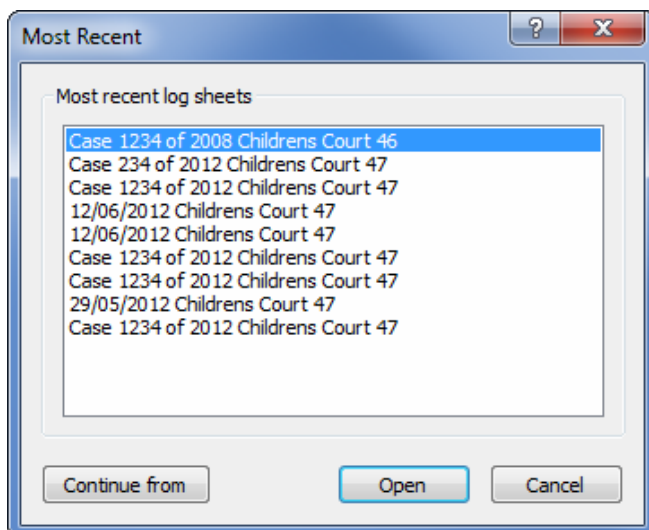 Most Recent
?
X
Most recent log sheets
Case 1234 of 2008 Childrens Court 46
Case 234 of 2012 Childrens Court 47
Case 1234 of 2012 Childrens Court 47
12/06/2012 Childrens Court 47
12/06/2012 Childrens Court 47
Case 1234 of 2012 Childrens Court 47
Case 1234 of 2012 Childrens Court 47
29/05/2012 Childrens Court 47
Case 1234 of 2012 Childrens Court 47
Continue from Open Cancel